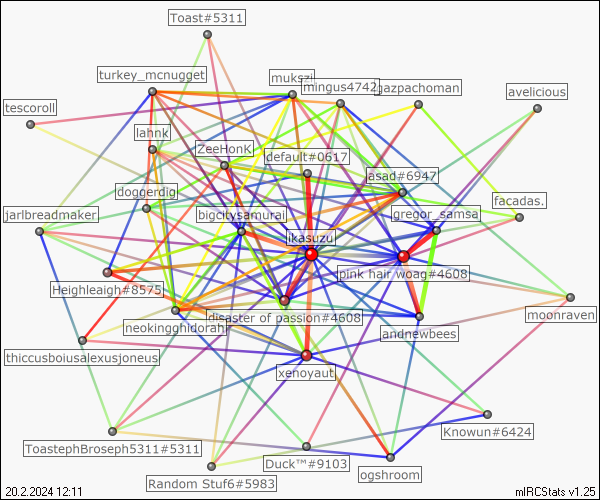 Toast#5311
turkey_mcnugget
mukszi
mingus4742
gazpachoman
avelicious
tescoroll
lahnk
ZeeHonK
default#0617
asad#6947
doggerdig
facadas.
jarlbreadmaker
bigcitysamurai
gregor_samsa
ikasuzu
pink hair woag#4608
Heighleaigh#8575
moonraven
disaster of passion#4608
neokingghidorah
andnewbees
thiccusboiusalexusjoneus
xenoyaut
Knowun#6424
ToastephBroseph5311#5311
Duck™#9103
ogshroom
Random Stuf6#5983
20.2.2024 12:11
mIRCStats v1.25